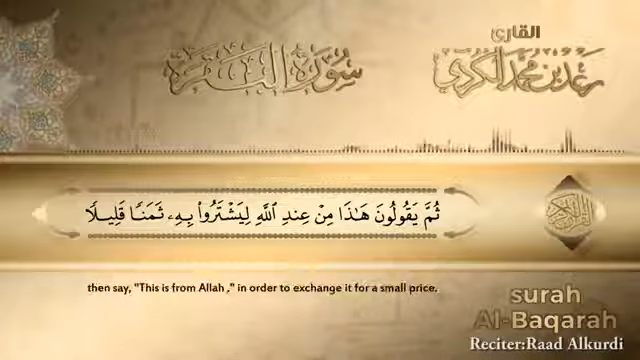 القارئ
سورة البقرة
رعد بن محمد الكردي
ثُمَّ يَقُولُونَ هَٰذَا مِنْ عِندِ ٱللَّهِ لِيَشْتَرُوا۟ بِهِۦ ثَمَنًا قَلِيلًا
then say, "This is from Allah ," in order to exchange it for a small price.
surah
Al-Baqarah
Reciter:Raad Alkurdi